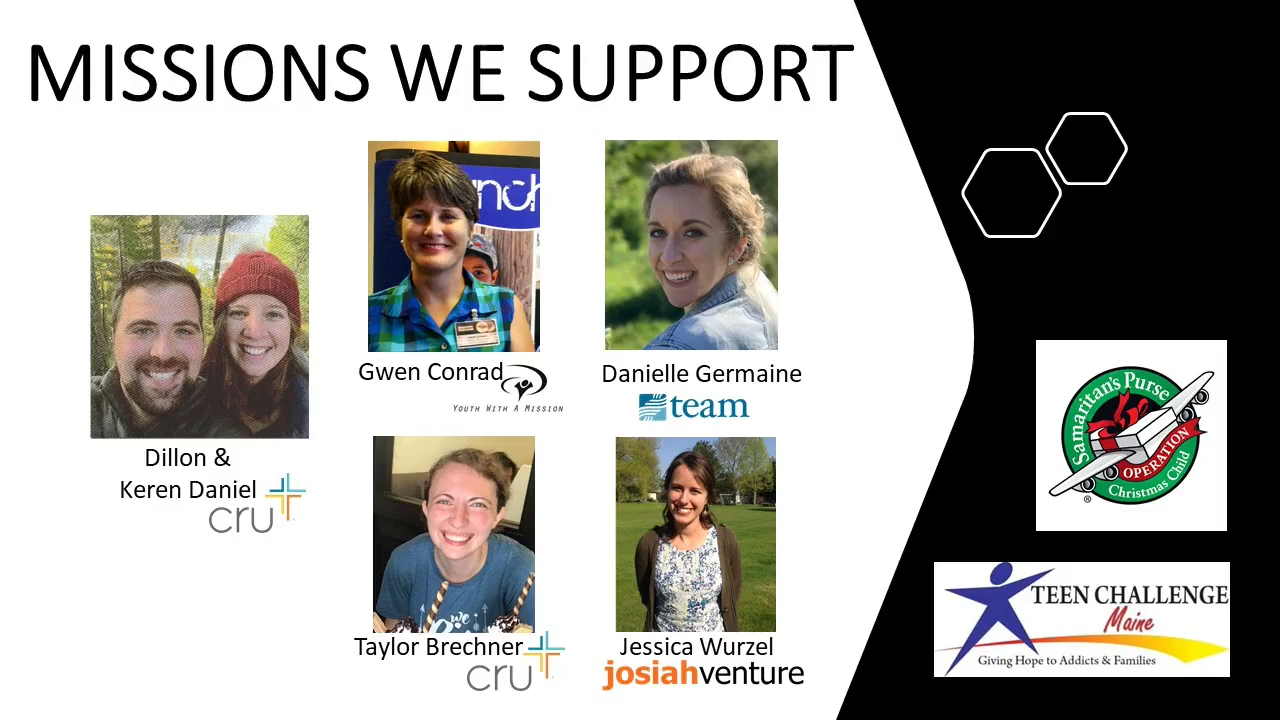 MISSIONS WE SUPPORT
Gwen Conrad
YOUTH WITH A MISSION
Danielle Germaine
team
Dillon &
Keren Daniel
cru
Taylor Brechner
cru
we
Jessica Wurzel
josiahventure
Samaritan's Purse
OPERATION
Christmas Child
®
TEEN CHALLENGE
Maine
Giving Hope to Addicts & Families